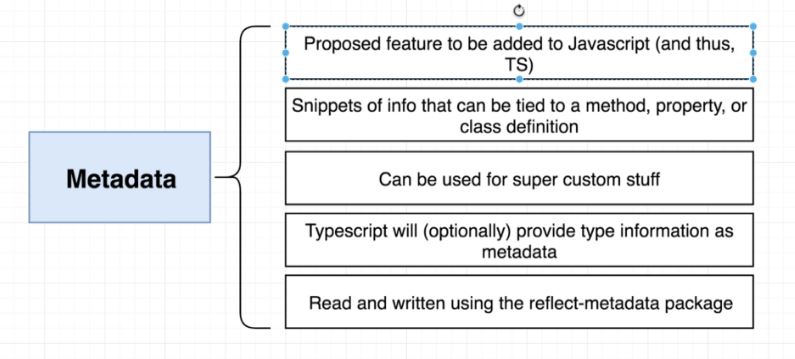 Metadata
Proposed feature to be added to Javascript (and thus,
TS)
Snippets of info that can be tied to a method, property, or
class definition
Can be used for super custom stuff
Typescript will (optionally) provide type information as
metadata
Read and written using the reflect-metadata package